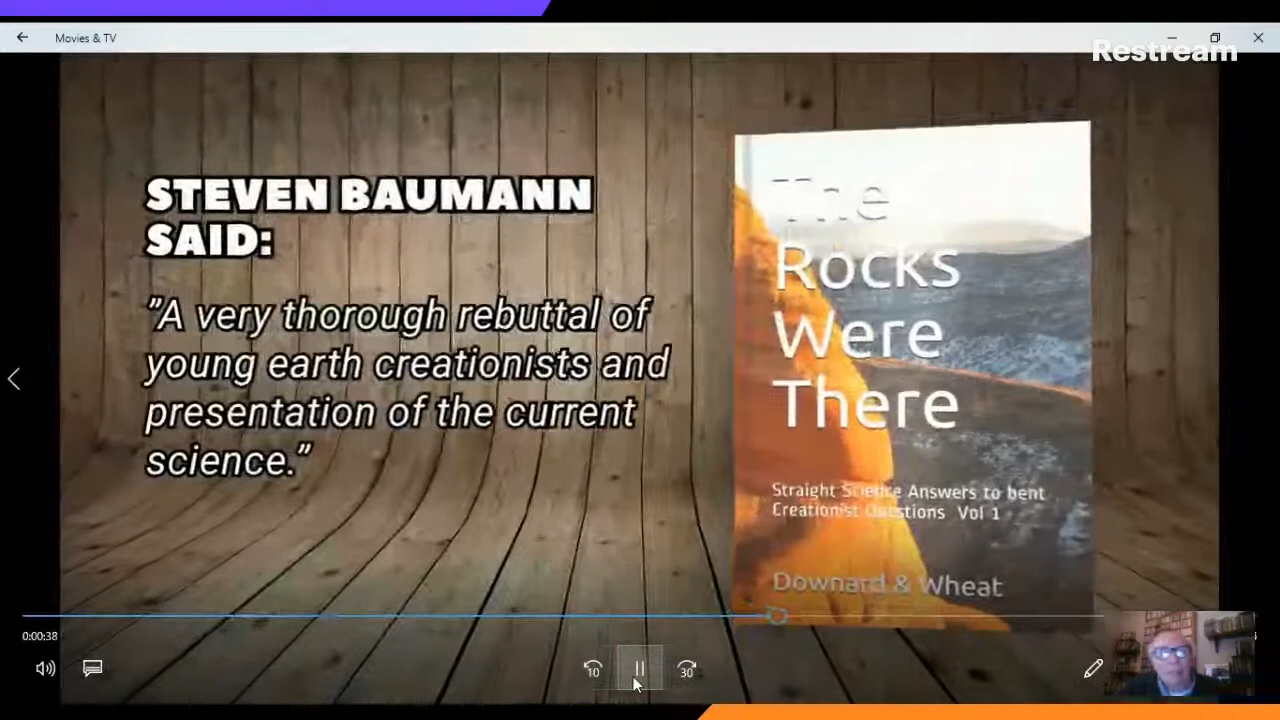 Movies & TV
Restream
STEVEN BAUMANN
SAID:
"A very thorough rebuttal of
young earth creationists and
presentation of the current
science."
The
Rocks
Were
There
Straight Science Answers to bent
Creationist Questions Vol 1
Downard & Wheat
0:00:38
10
30